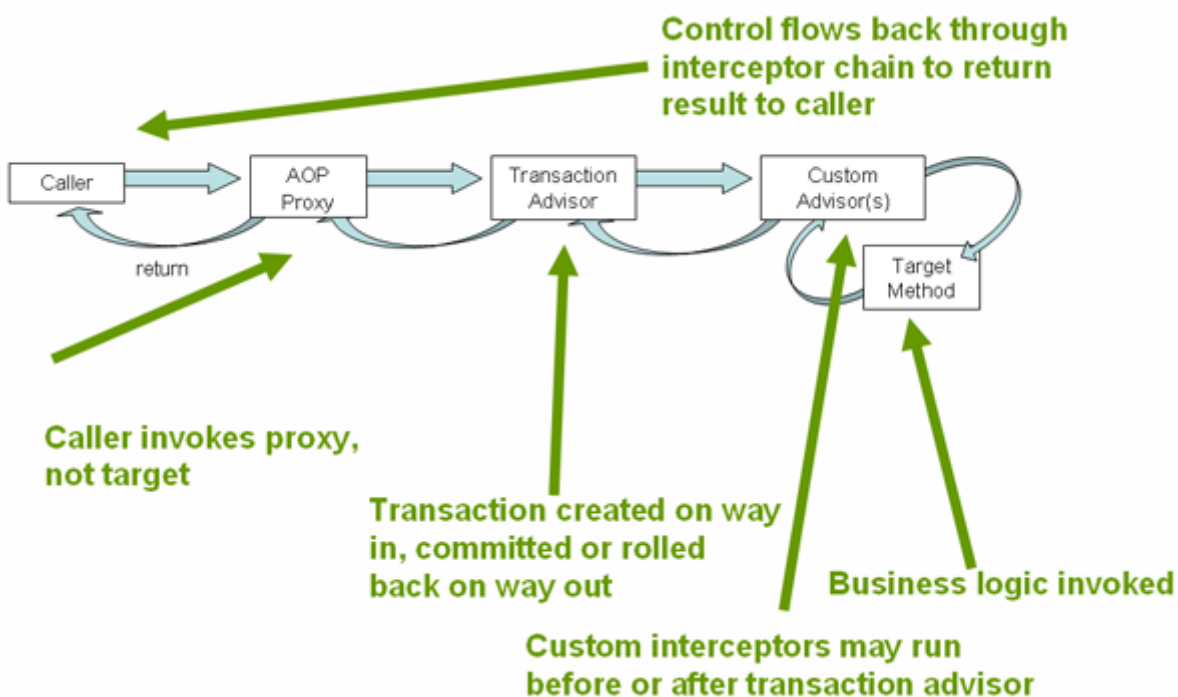 Control flows back through
interceptor chain to return
result to caller
Caller
AOP
Proxy
Transaction
Advisor
Custom
Advisor(s)
return
Target
Method
Caller invokes proxy,
not target
Transaction created on way
in, committed or rolled
back on way out
Business logic invoked
Custom interceptors may run
before or after transaction advisor